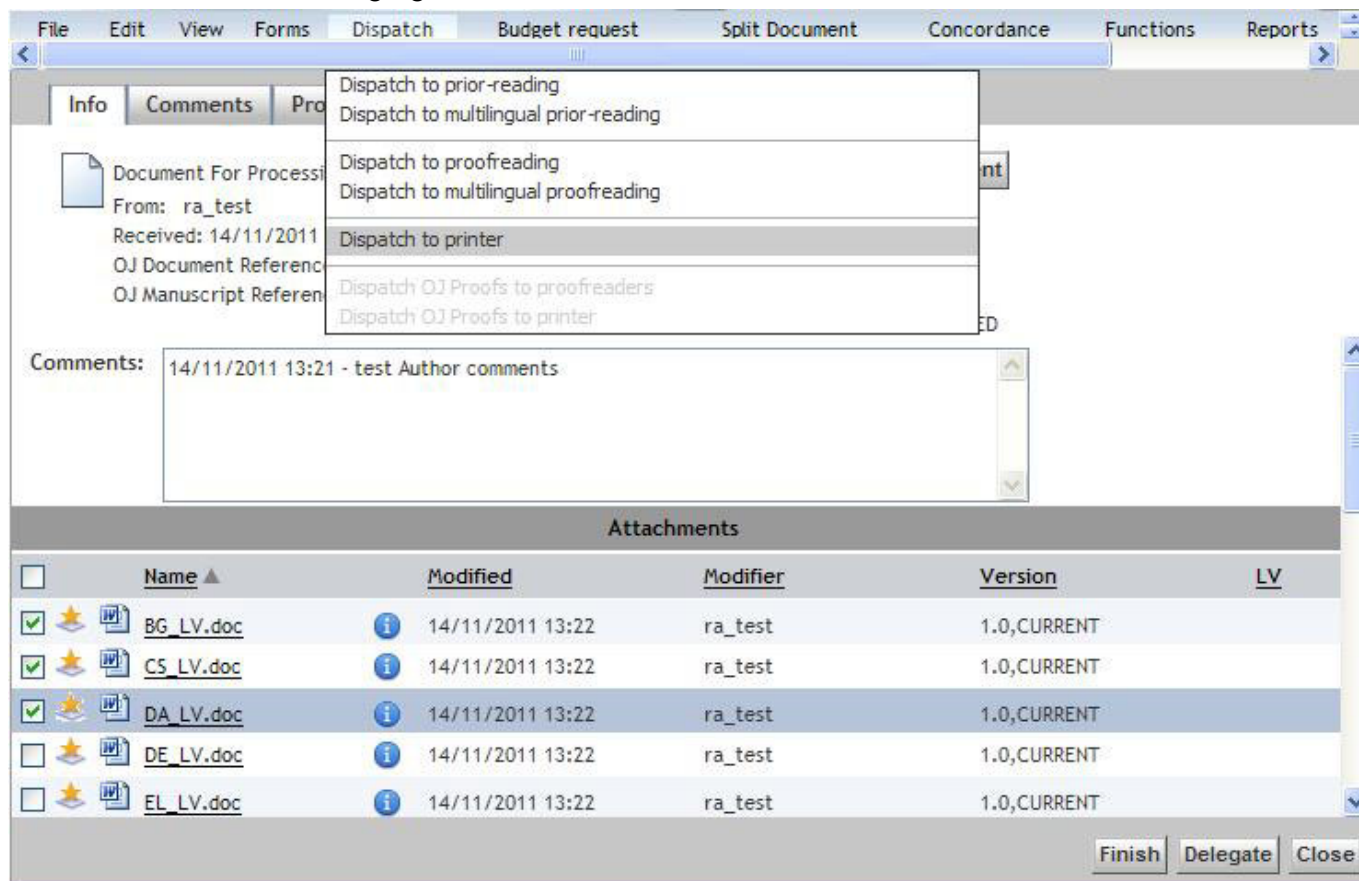 File Edit View Forms Dispatch Budget request Split Document Concordance Functions Reports
Info Comments Pro
Dispatch to prior-reading
Dispatch to multilingual prior-reading
Dispatch to proofreading
Dispatch to multilingual proofreading
Dispatch to printer
Dispatch OJ Proofs to proofreaders
Dispatch OJ Proofs to printer
Document For Processi
nt
From: ra_test
Received: 14/11/2011
OJ Document Referenc
OJ Manuscript Referen
ED
Comments: 14/11/2011 13:21 - test Author comments
Attachments
Name Modified Modifier Version LV
BG_LV.doc 14/11/2011 13:22 ra_test 1.0,CURRENT
CS_LV.doc 14/11/2011 13:22 ra_test 1.0,CURRENT
DA_LV.doc 14/11/2011 13:22 ra_test 1.0,CURRENT
DE_LV.doc 14/11/2011 13:22 ra_test 1.0,CURRENT
EL_LV.doc 14/11/2011 13:22 ra_test 1.0,CURRENT
Finish Delegate Close